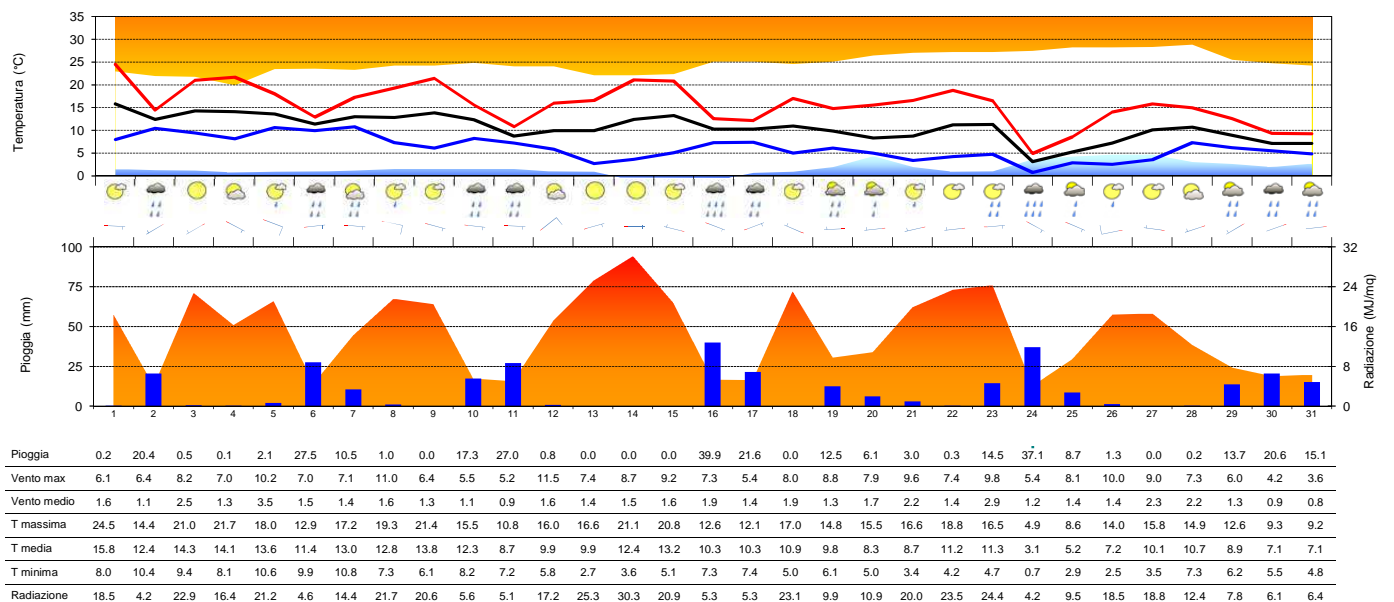 35
30
25
20
15
10
5
0
Temperatura (°C)
100
75
50
25
0
Pioggia (mm)
32
24
16
8
0
Radiazione (MJ/mq)
1 2 3 4 5 6 7 8 9 10 11 12 13 14 15 16 17 18 19 20 21 22 23 24 25 26 27 28 29 30 31
Pioggia 0.2 20.4 0.5 0.1 2.1 27.5 10.5 1.0 0.0 17.3 27.0 0.8 0.0 0.0 0.0 39.9 21.6 0.0 12.5 6.1 3.0 0.3 14.5 37.1 8.7 1.3 0.0 0.2 13.7 20.6 15.1
Vento max 6.1 6.4 8.2 7.0 10.2 7.0 7.1 11.0 6.4 5.5 5.2 11.5 7.4 8.7 9.2 7.3 5.4 8.0 8.8 7.9 9.6 7.4 9.8 5.4 8.1 10.0 9.0 7.3 6.0 4.2 3.6
Vento medio 1.6 1.1 2.5 1.3 3.5 1.5 1.4 1.6 1.3 1.1 0.9 1.6 1.4 1.5 1.6 1.9 1.4 1.9 1.3 1.7 2.2 1.4 2.9 1.2 1.4 1.4 2.3 2.2 1.3 0.9 0.8
T massima 24.5 14.4 21.0 21.7 18.0 12.9 17.2 19.3 21.4 15.5 10.8 16.0 16.6 21.1 20.8 12.6 12.1 17.0 14.8 15.5 16.6 18.8 16.5 4.9 8.6 14.0 15.8 14.9 12.6 9.3 9.2
T media 15.8 12.4 14.3 14.1 13.6 11.4 13.0 12.8 13.8 12.3 8.7 9.9 9.9 12.4 13.2 10.3 10.3 10.9 9.8 8.3 8.7 11.2 11.3 3.1 5.2 7.2 10.1 10.7 8.9 7.1 7.1
T minima 8.0 10.4 9.4 8.1 10.6 9.9 10.8 7.3 6.1 8.2 7.2 5.8 2.7 3.6 5.1 7.3 7.4 5.0 6.1 5.0 3.4 4.2 4.7 0.7 2.9 2.5 3.5 7.3 6.2 5.5 4.8
Radiazione 18.5 4.2 22.9 16.4 21.2 4.6 14.4 21.7 20.6 5.6 5.1 17.2 25.3 30.3 20.9 5.3 5.3 23.1 9.9 10.9 20.0 23.5 24.4 4.2 9.5 18.5 18.8 12.4 7.8 6.1 6.4